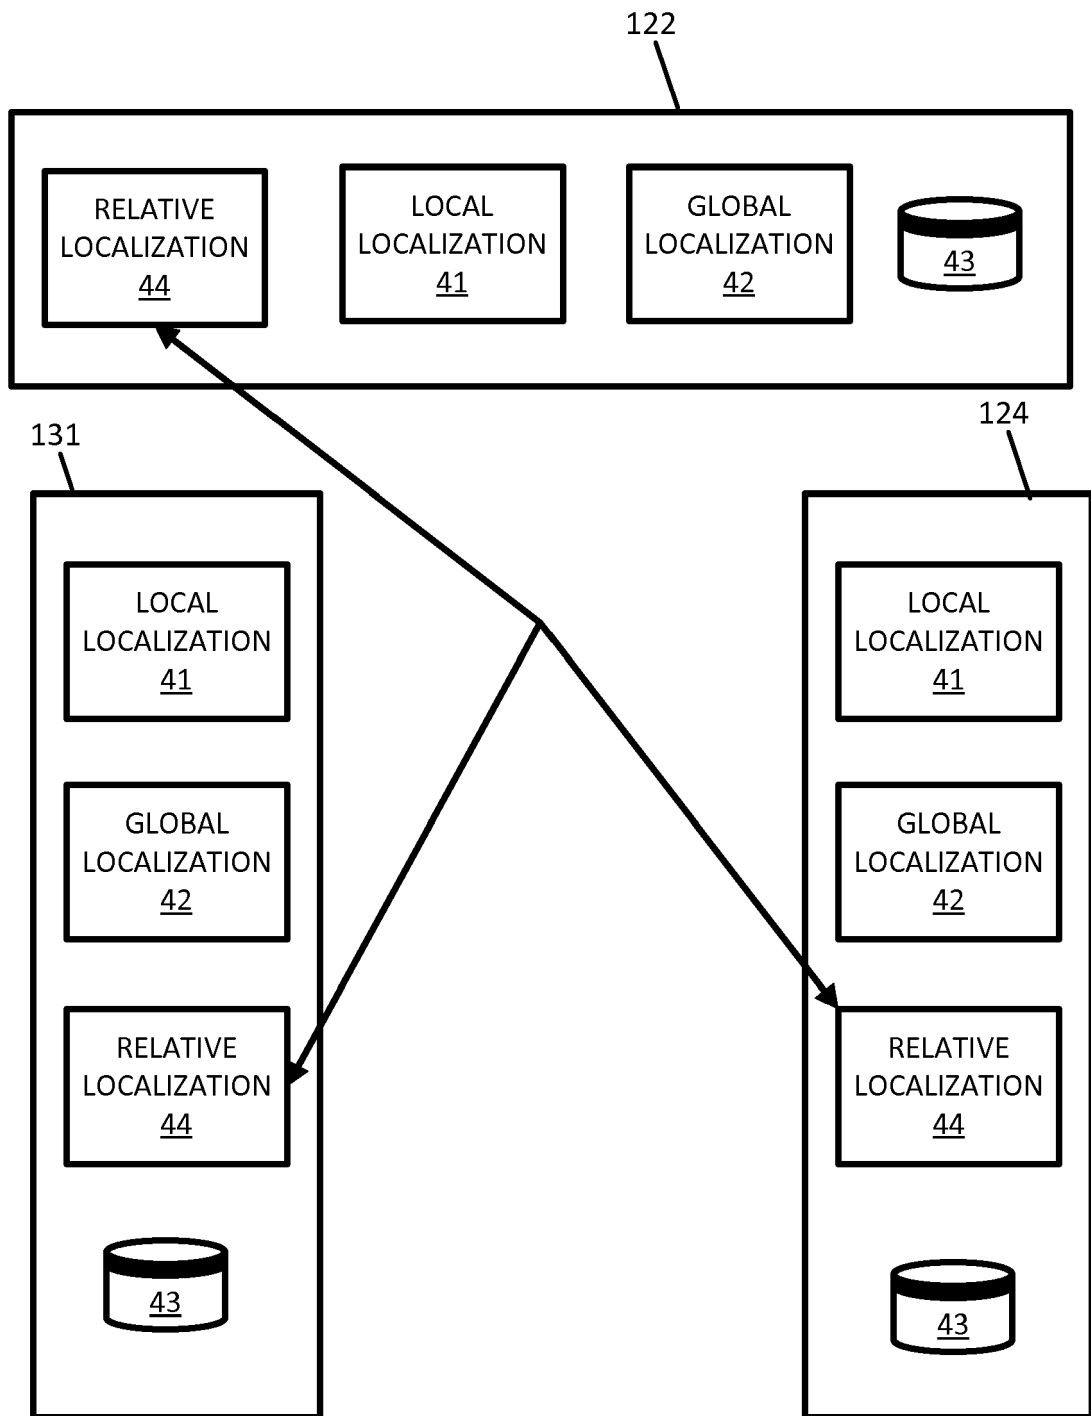 122
RELATIVE
LOCALIZATION
44
LOCAL
LOCALIZATION
41
GLOBAL
LOCALIZATION
42
43
131
LOCAL
LOCALIZATION
41
GLOBAL
LOCALIZATION
42
RELATIVE
LOCALIZATION
44
43
124
LOCAL
LOCALIZATION
41
GLOBAL
LOCALIZATION
42
RELATIVE
LOCALIZATION
44
43